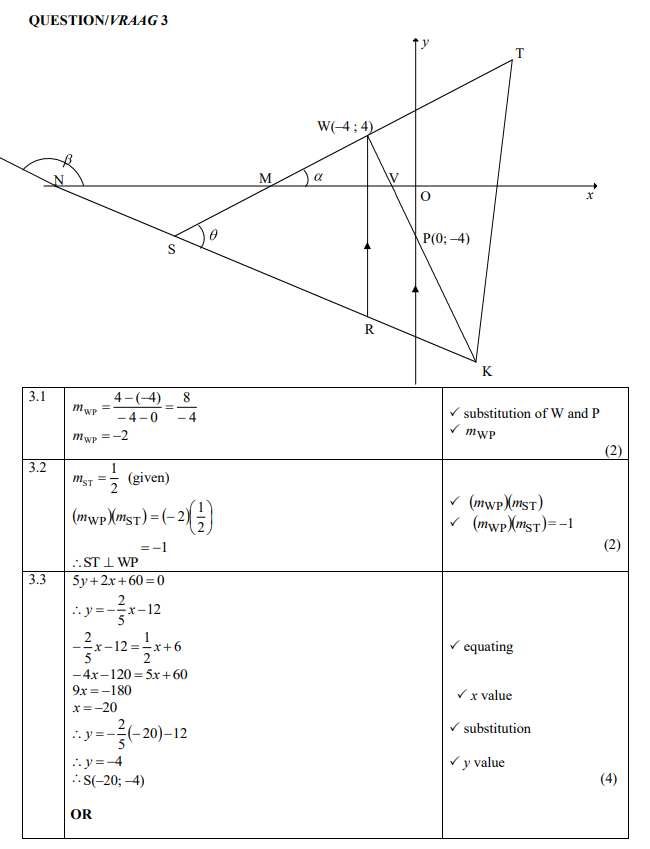 QUESTION/VRAAG 3
y
T
W(–4 ; 4)
β
N
M
α
V
O
x
S
θ
P(0; –4)
R
K
3.1
m_WP = (4 – (–4))/(–4 – 0) = 8/(–4)
m_WP = –2
✓ substitution of W and P
✓ m_WP
(2)
3.2
m_ST = 1/2 (given)
(m_WP)(m_ST) = (–2)(1/2)
= –1
∴ ST ⊥ WP
✓ (m_WP)(m_ST)
✓ (m_WP)(m_ST) = –1
(2)
3.3
5y + 2x + 60 = 0
∴ y = –2/5 x – 12
–2/5 x – 12 = 1/2 x + 6
–4x – 120 = 5x + 60
9x = –180
x = –20
∴ y = –2/5(–20) – 12
∴ y = –4
∴ S(–20; –4)
OR
✓ equating
✓ x value
✓ substitution
✓ y value
(4)